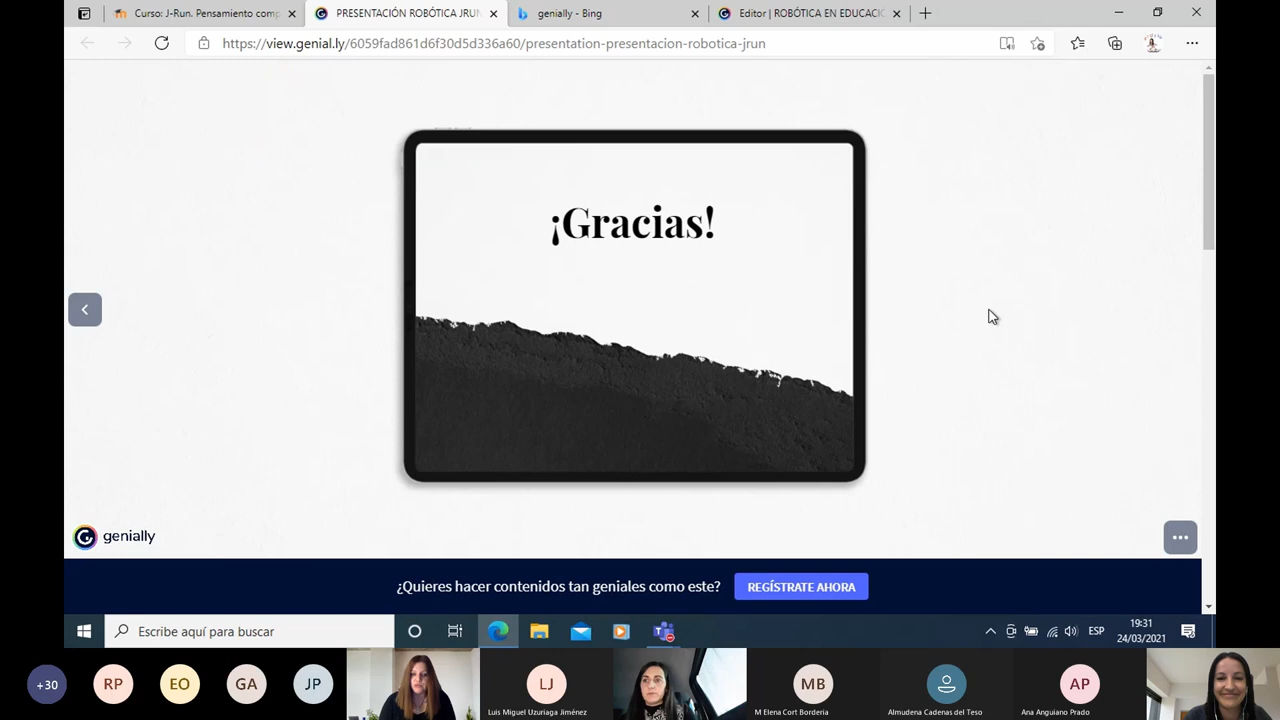 Curso: J-Run. Pensamiento comp
PRESENTACIÓN ROBÓTICA JRUN
genially - Bing
Editor | ROBÓTICA EN EDUCACIÓ
https://view.genial.ly/6059fad861d6f30d5d336a60/presentation-presentacion-robotica-jrun
¡Gracias!
genially
¿Quieres hacer contenidos tan geniales como este?
REGÍSTRATE AHORA
Escribe aquí para buscar
ESP
19:31
24/03/2021
+30
RP
EO
GA
JP
LJ
Luis Miguel Uzuriaga Jiménez
MB
M Elena Cort Borderia
Almudena Cadenas del Teso
AP
Ana Anguiano Prado